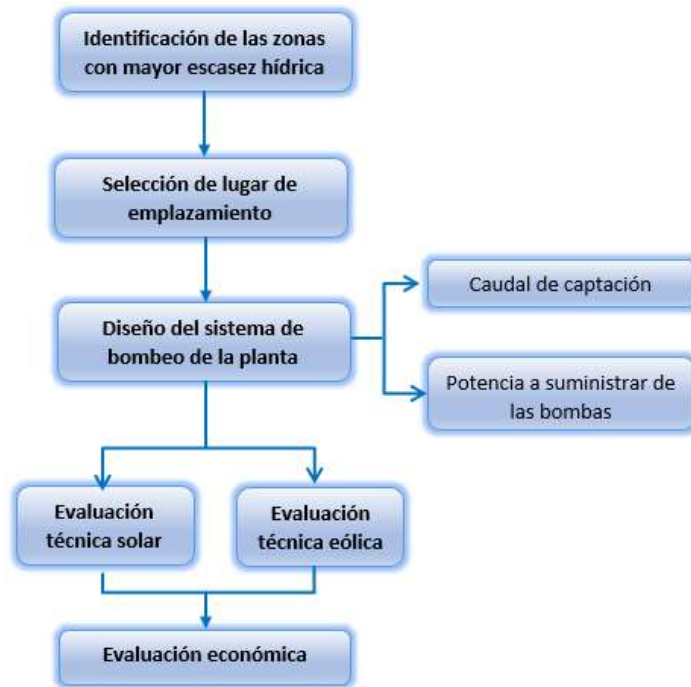 Identificación de las zonas
con mayor escasez hídrica
Selección de lugar de
emplazamiento
Diseño del sistema de
bombeo de la planta
Caudal de captación
Potencia a suministrar de
las bombas
Evaluación
técnica solar
Evaluación
técnica eólica
Evaluación económica